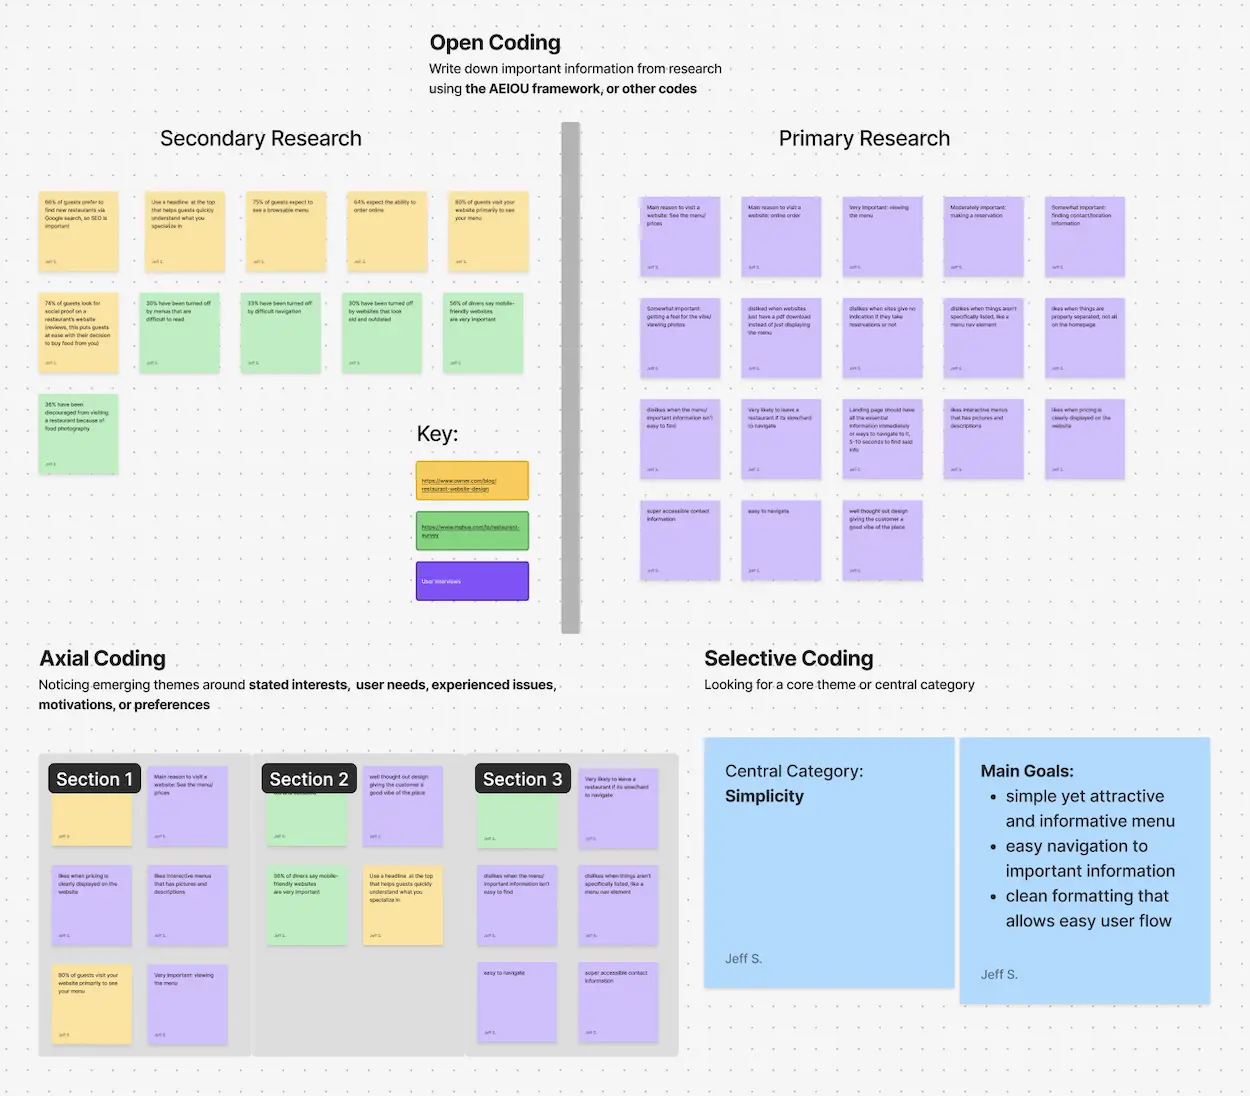 Open Coding
Write down important information from research
using the AEIOU framework, or other codes
Secondary Research
Primary Research
66% of guests prefer to
find new restaurants via
Google search, so SEO is
important
Jeff S.
Use a headline at the top
that helps guests quickly
understand what you
specialize in
Jeff S.
75% of guests expect to
see a browsable menu
Jeff S.
64% expect the ability to
order online
Jeff S.
80% of guests visit your
website primarily to see
your menu
Jeff S.
74% of guests look for
social proof on a
restaurant's website
(reviews, this puts guests
at ease with their decision
to buy food from you)
Jeff S.
30% have been turned off
by menus that are
difficult to read
Jeff S.
33% have been turned off
by difficult navigation
Jeff S.
30% have been turned off
by websites that look
old and outdated
Jeff S.
56% of diners say mobile-
friendly websites
are very important
Jeff S.
36% have been
discouraged from visiting
a restaurant because of
food photography
Jeff S.
Key:
https://www.owner.com/blog/
restaurant-website-design
survey
User Interviews
Main reason to visit a
website: See the menu/
prices
Jeff S.
Main reason to visit a
website: online order
Jeff S.
Very important: viewing
the menu
Jeff S.
Moderately important:
making a reservation
Jeff S.
Somewhat important:
finding contact/location
information
Jeff S.
Somewhat important:
getting a feel for the vibe/
viewing photos
Jeff S.
disliked when websites
just have a pdf download
instead of just displaying
the menu
Jeff S.
disliked when sites give no
indication if they take
reservations or not
Jeff S.
dislikes when things aren't
specifically listed, like a
menu nav element
Jeff S.
likes when things are
properly separated, not all
on the homepage
Jeff S.
dislikes when the menu/
important information isn't
easy to find
Jeff S.
Very likely to leave a
restaurant if its slow/hard
to navigate
Jeff S.
Landing page should have
all the essential
information immediately
or ways to navigate to it,
5-10 seconds to find said
info
Jeff S.
likes interactive menus
that has pictures and
descriptions
Jeff S.
likes when pricing is
clearly displayed on the
website
Jeff S.
super accessible contact
information
Jeff S.
easy to navigate
Jeff S.
well thought out design
giving the customer a
good vibe of the place
Jeff S.
Axial Coding
Noticing emerging themes around stated interests, user needs, experienced issues,
motivations, or preferences
Section 1
Jeff S.
Main reason to visit a
website: See the menu/
prices
Jeff S.
likes when pricing is
clearly displayed on the
website
Jeff S.
likes interactive menus
that has pictures and
descriptions
Jeff S.
80% of guests visit your
website primarily to see
your menu
Jeff S.
Very important: viewing
the menu
Jeff S.
Section 2
Jeff S.
well thought out design
giving the customer a
good vibe of the place
Jeff S.
56% of diners say mobile-
friendly websites
are very important
Jeff S.
Use a headline at the top
that helps guests quickly
understand what you
specialize in
Jeff S.
Section 3
Jeff S.
Very likely to leave a
restaurant if its slow/hard
to navigate
Jeff S.
dislikes when the menu/
important information isn't
easy to find
Jeff S.
dislikes when things aren't
specifically listed, like a
menu nav element
Jeff S.
easy to navigate
Jeff S.
super accessible contact
information
Jeff S.
Selective Coding
Looking for a core theme or central category
Central Category:
Simplicity
Jeff S.
Main Goals:
• simple yet attractive
and informative menu
• easy navigation to
important information
• clean formatting that
allows easy user flow
Jeff S.